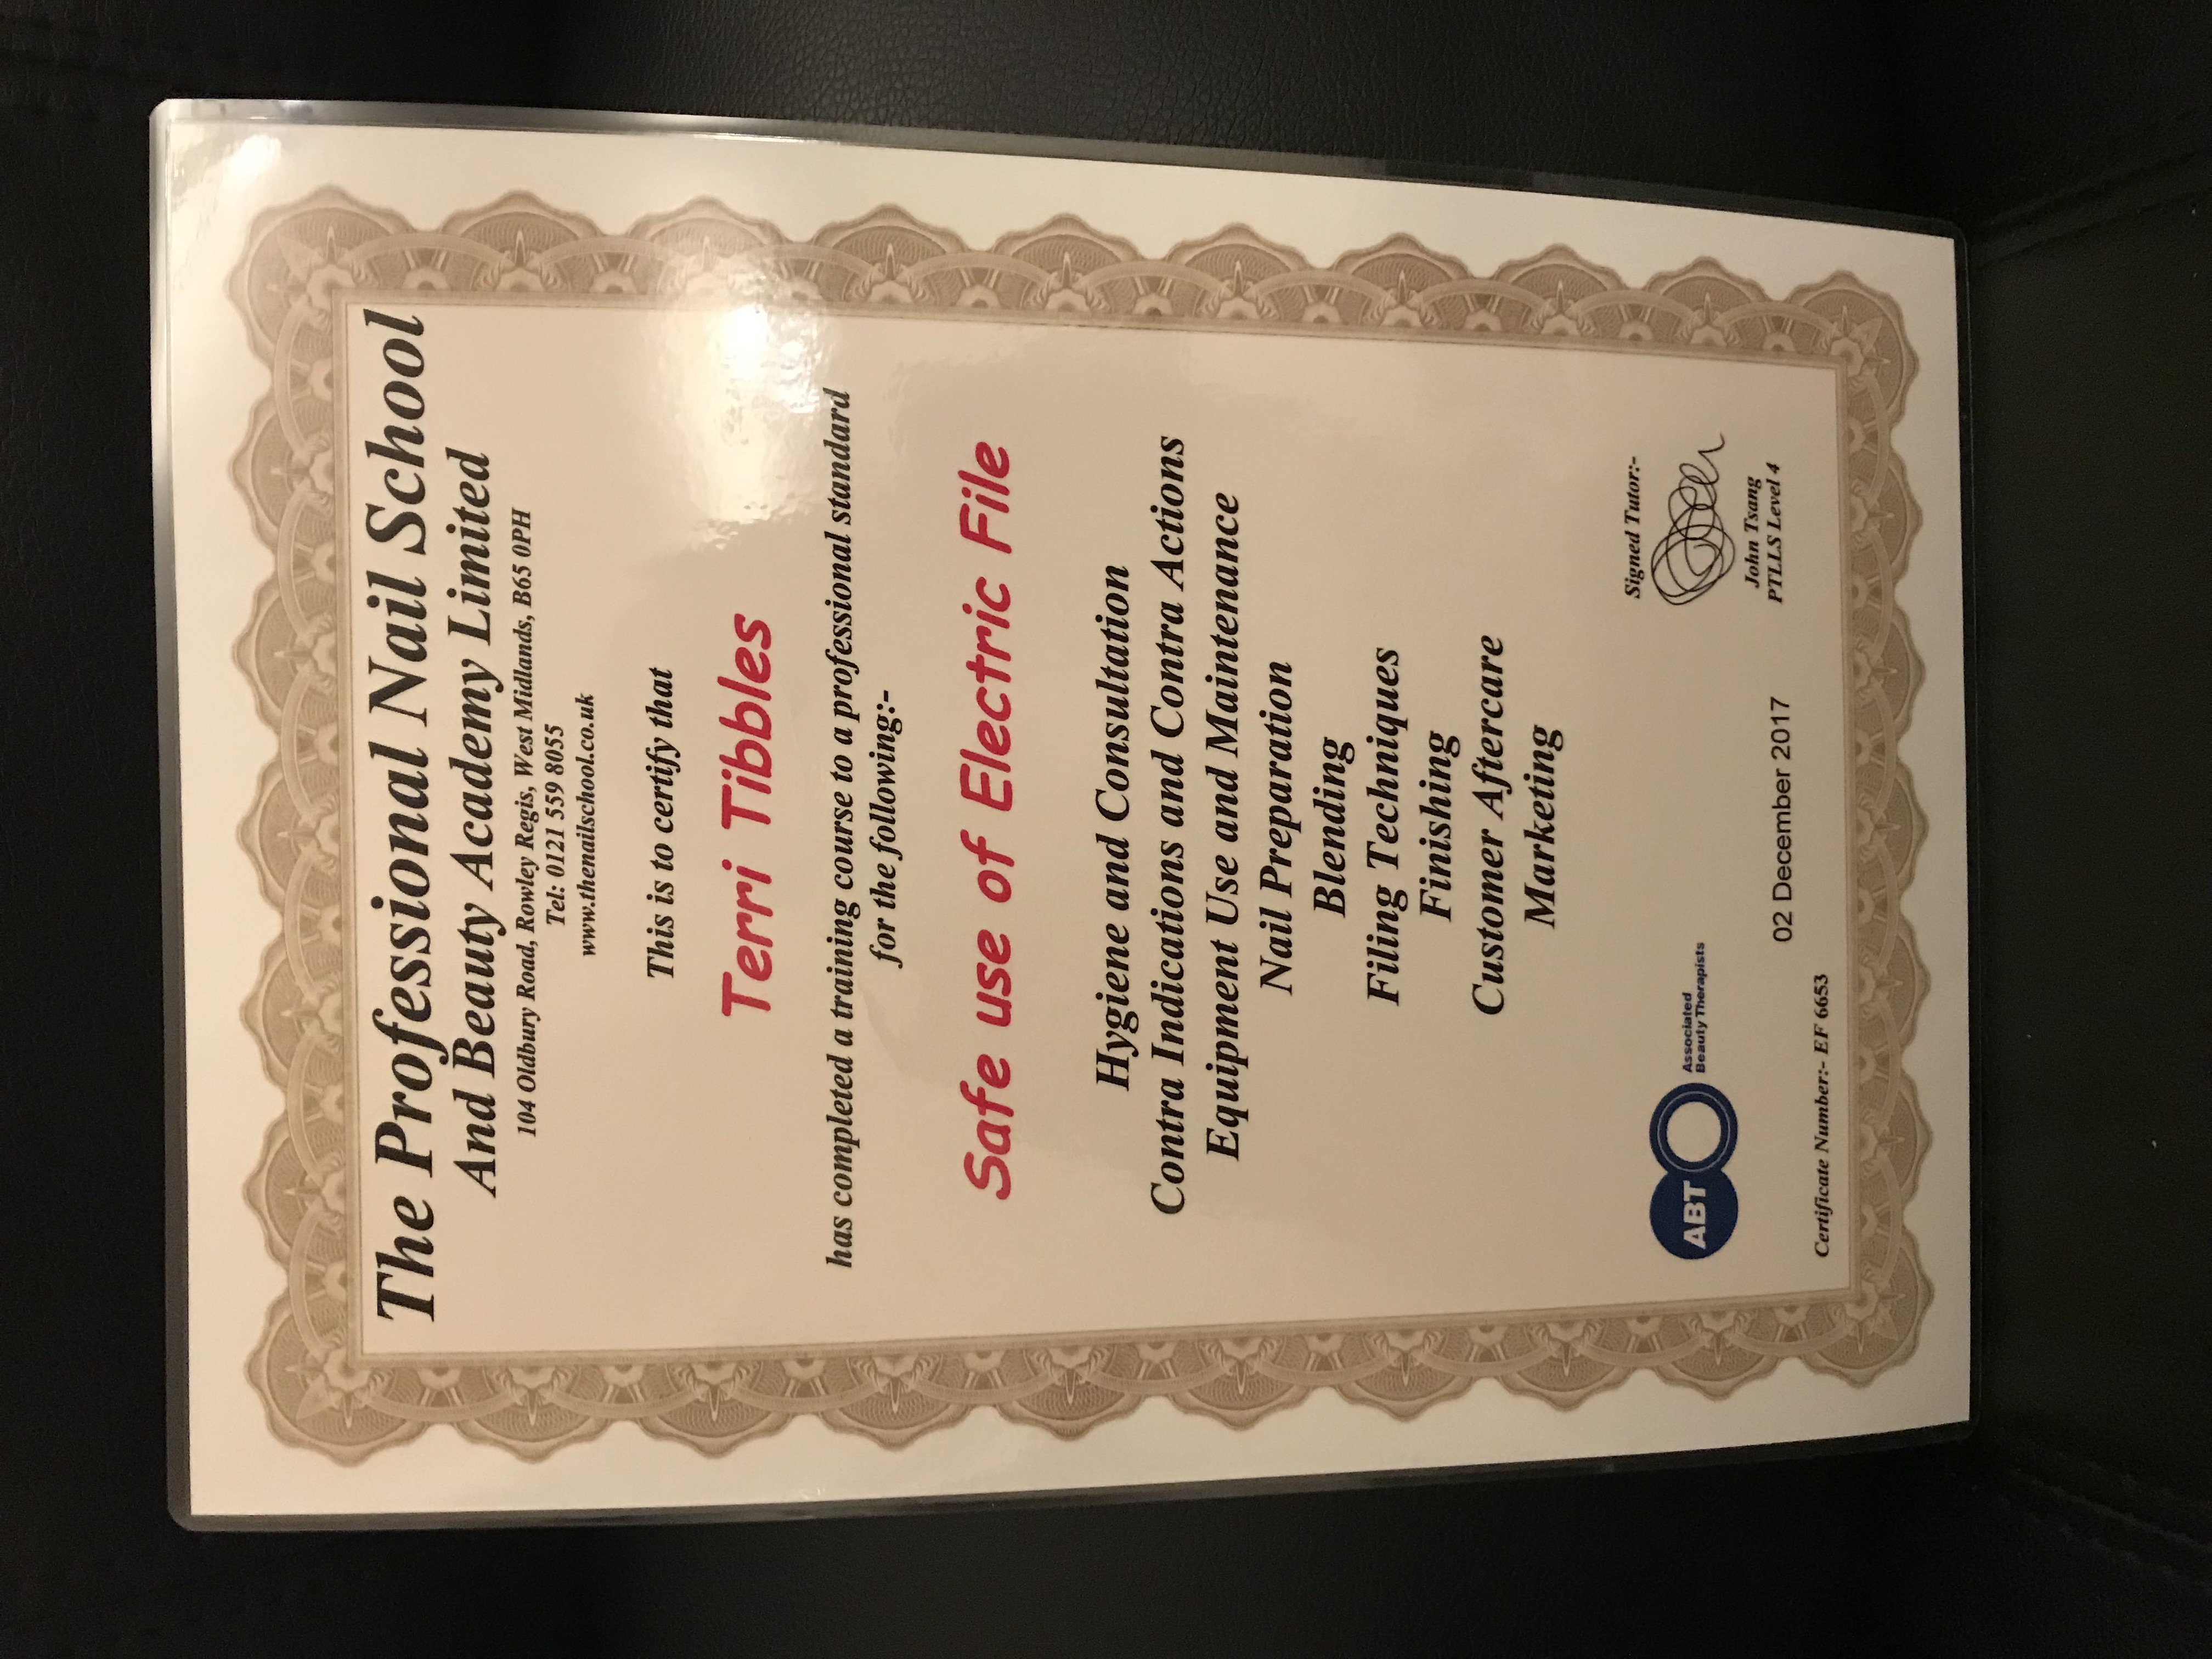 The Professional Nail School
And Beauty Academy Limited
104 Oldbury Road, Rowley Regis, West Midlands, B65 0PH
Tel: 0121 559 8055
www.thenailschool.co.uk
This is to certify that
Terri Tibbles
has completed a training course to a professional standard
for the following:-
Safe use of Electric File
Hygiene and Consultation
Contra Indications and Contra Actions
Equipment Use and Maintenance
Nail Preparation
Blending
Filing Techniques
Finishing
Customer Aftercare
Marketing
ABT
Associated
Beauty Therapists
Signed Tutor:-
John Tsang
PTLLS Level 4
02 December 2017
Certificate Number:- EF 6653